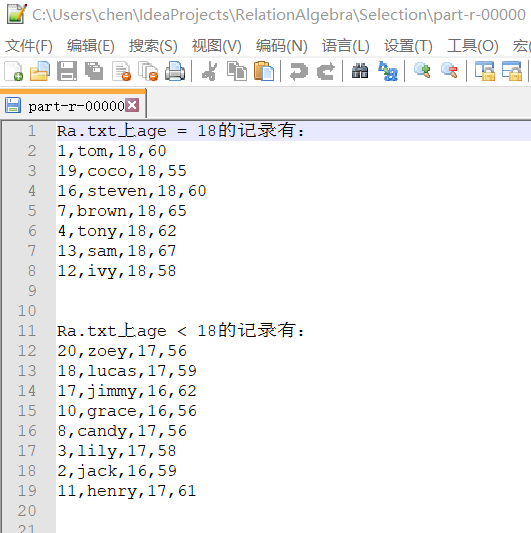 C:\Users\chen\IdeaProjects\RelationAlgebra\Selection\part-r-00000
文件(F) 编辑(E) 搜索(S) 视图(V) 编码(N) 语言(L) 设置(T) 工具(O) 宏(
part-r-00000
1 Ra.txt上age = 18的记录有:
2 1,tom,18,60
3 19,coco,18,55
4 16,steven,18,60
5 7,brown,18,65
6 4,tony,18,62
7 13,sam,18,67
8 12,ivy,18,58
9
10
11 Ra.txt上age < 18的记录有:
12 20,zoey,17,56
13 18,lucas,17,59
14 17,jimmy,16,62
15 10,grace,16,56
16 8,candy,17,56
17 3,lily,17,58
18 2,jack,16,59
19 11,henry,17,61
20
21